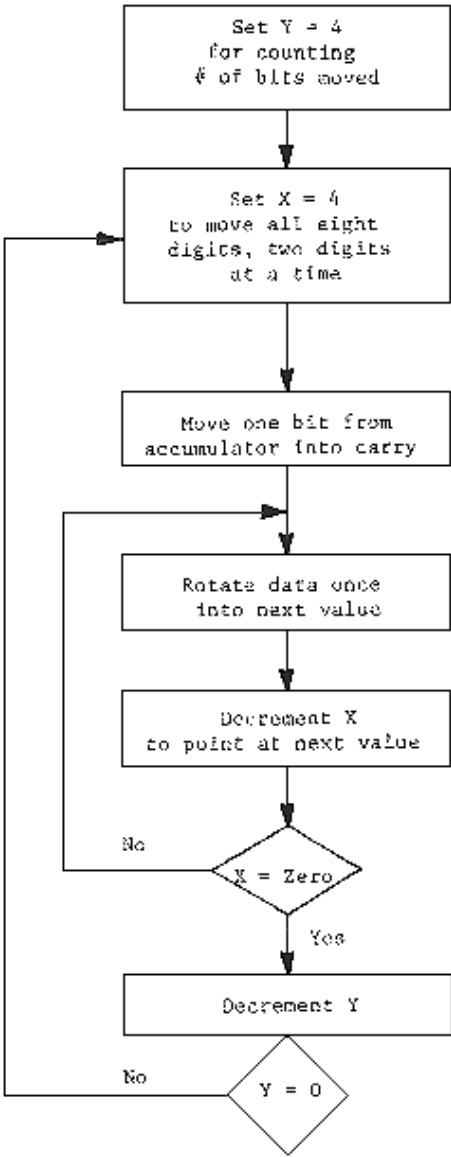 Set Y = 4
for counting
# of bits moved
Set X = 4
to move all eight
digits, two digits
at a time
Move one bit from
accumulator into carry
Rotate data once
into next value
Decrement X
to point at next value
No
X = Zero
Yes
Decrement Y
No
Y = 0